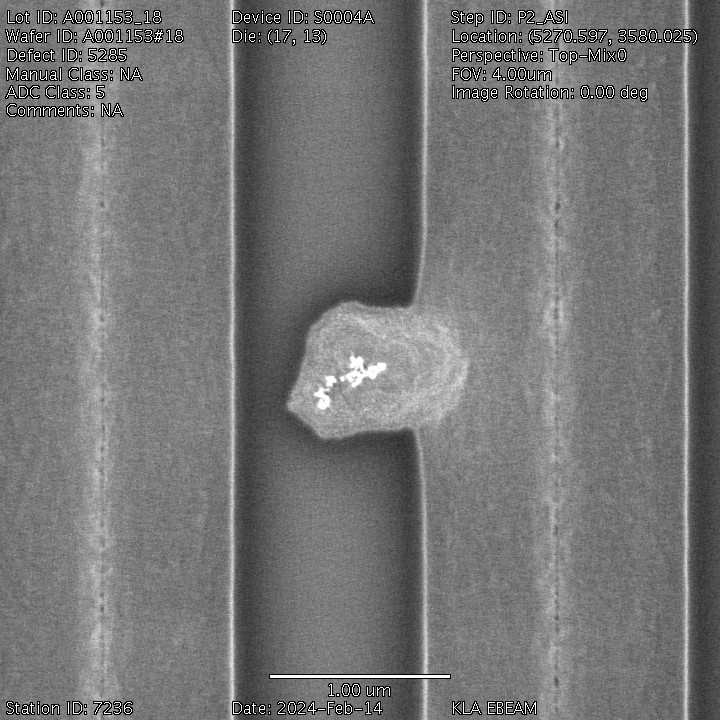 Lot ID: A001153_18 Device ID: S0004A Step ID: P2_ASI
Wafer ID: A001153#18 Die: (17, 13) Location: (5270.597, 3580.025)
Defect ID: 5285 Perspective: Top-Mix0
Manual Class: NA FOV: 4.00um
ADC Class: 5 Image Rotation: 0.00 deg
Comments: NA
1.00 um
Station ID: 7236 Date: 2024-Feb-14 KLA EBEAM